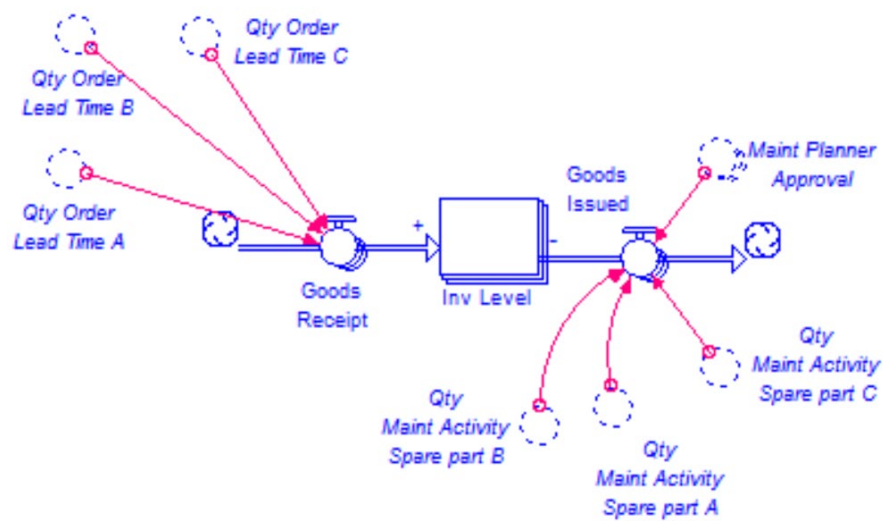 Qty Order
Lead Time B
Qty Order
Lead Time C
Qty Order
Lead Time A
Goods
Receipt
+
Inv Level
-
Goods
Issued
Maint Planner
Approval
Qty
Maint Activity
Spare part B
Qty
Maint Activity
Spare part A
Qty
Maint Activity
Spare part C